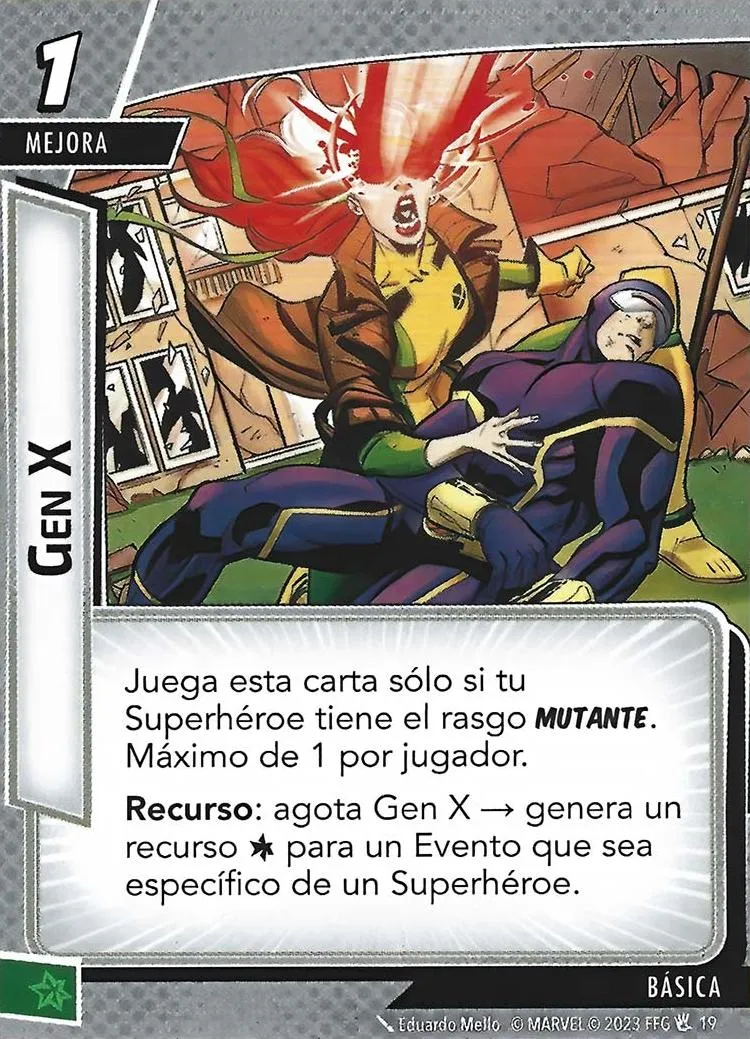 1
MEJORA
GEN X
Juega esta carta sólo si tu
Superhéroe tiene el rasgo MUTANTE.
Máximo de 1 por jugador.
Recurso: agota Gen X → genera un
recurso para un Evento que sea
específico de un Superhéroe.
BÁSICA
Eduardo Mello © MARVEL © 2023 FFG 19